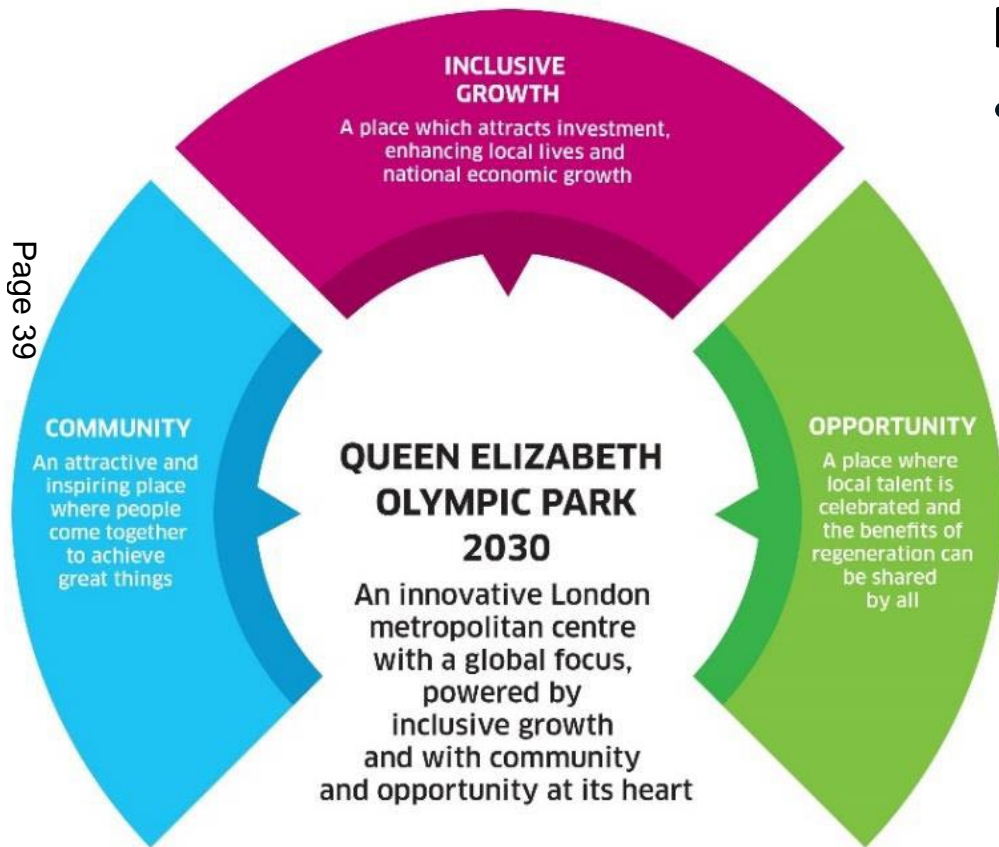 INCLUSIVE
GROWTH
A place which attracts investment,
enhancing local lives and
national economic growth
Page 39
COMMUNITY
An attractive and
inspiring place
where people
come together
to achieve
great things
QUEEN ELIZABETH
OLYMPIC PARK
2030
An innovative London
metropolitan centre
with a global focus,
powered by
inclusive growth
and with community
and opportunity at its heart
OPPORTUNITY
A place where
local talent is
celebrated and
the benefits of
regeneration can
be shared
by all